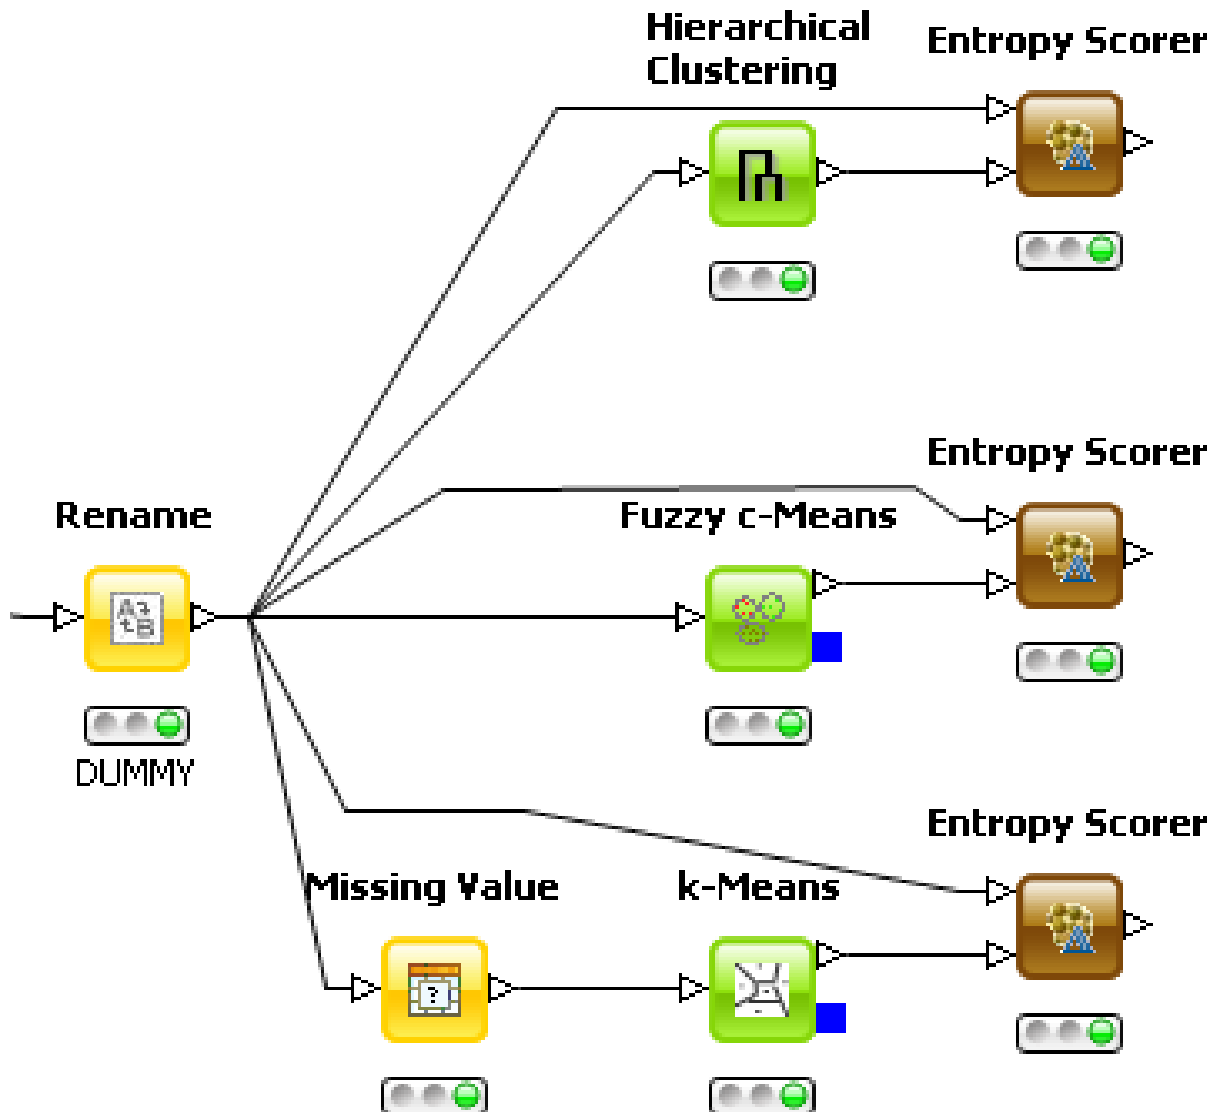 Hierarchical
Clustering
Entropy Scorer
Entropy Scorer
Rename
Fuzzy c-Means
DUMMY
Entropy Scorer
Missing Value
k-Means